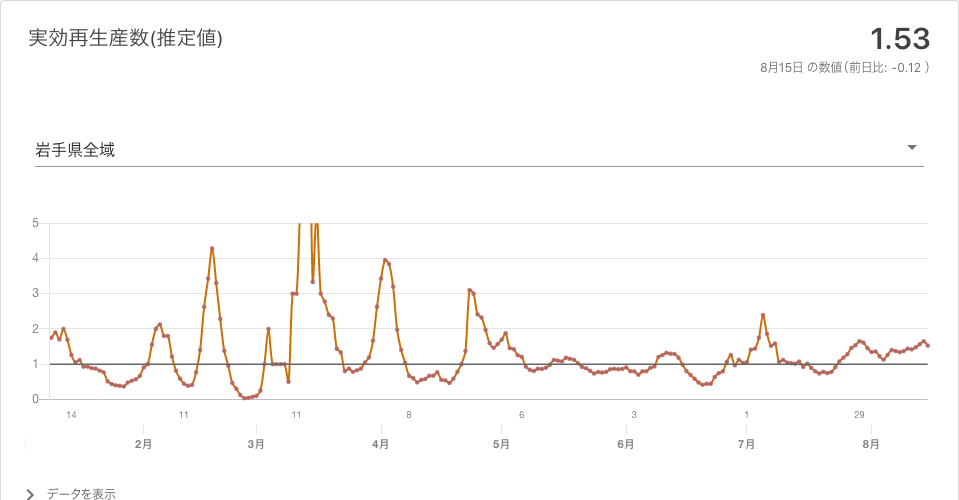 実効再生産数(推定値)
1.53
8月15日 の数値(前日比: -0.12 )
岩手県全域
5
4
3
2
1
0
14 11 11 8 6 3 1 29
2月 3月 4月 5月 6月 7月 8月
データを表示